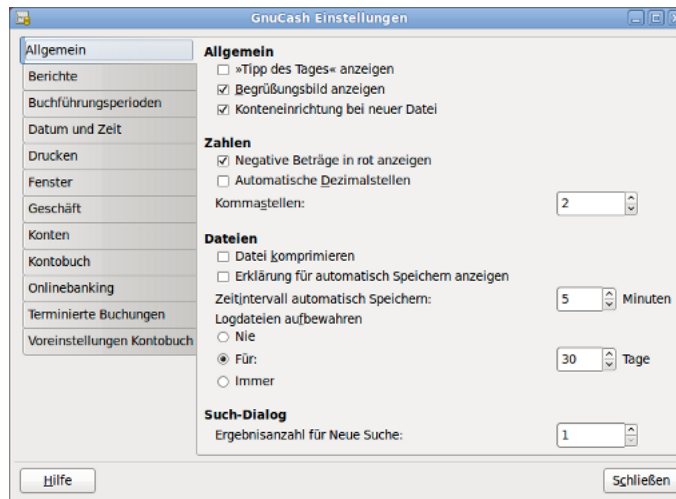 GnuCash Einstellungen
Allgemein
Berichte
Buchführungsperioden
Datum und Zeit
Drucken
Fenster
Geschäft
Konten
Kontobuch
Onlinebanking
Terminierte Buchungen
Voreinstellungen Kontobuch
Allgemein
»Tipp des Tages« anzeigen
Begrüßungsbild anzeigen
Konteneinrichtung bei neuer Datei
Zahlen
Negative Beträge in rot anzeigen
Automatische Dezimalstellen
Kommastellen: 2
Dateien
Datei komprimieren
Erklärung für automatisch Speichern anzeigen
Zeitintervall automatisch Speichern: 5 Minuten
Logdateien aufbewahren
Nie
Für: 30 Tage
Immer
Such-Dialog
Ergebnisanzahl für Neue Suche: 1
Hilfe Schließen